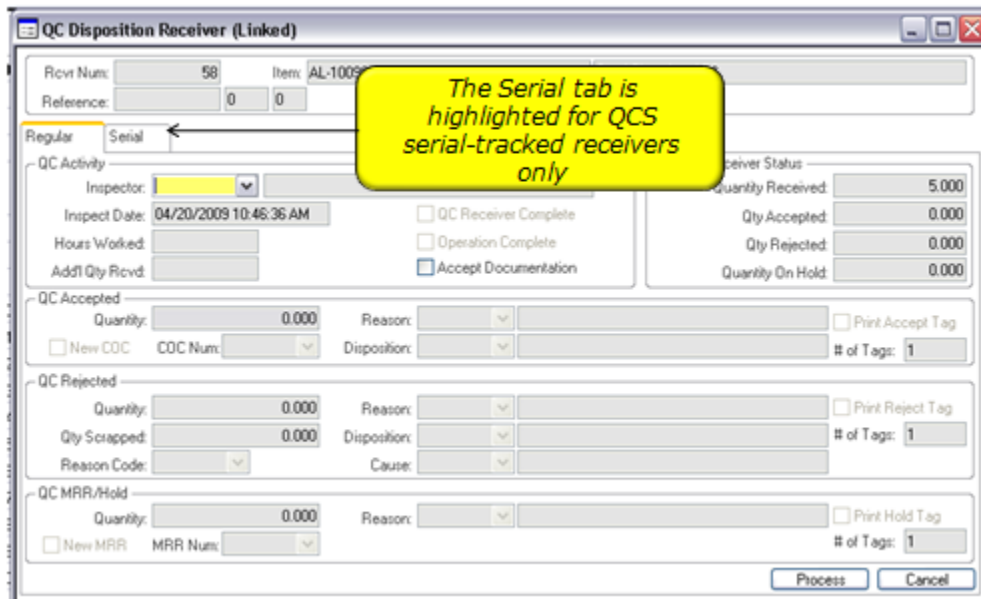 QC Disposition Receiver (Linked)
Rcvr Num: 58 Item:
Reference: 0 0
The Serial tab is
highlighted for QCS
serial-tracked receivers
only
Regular Serial
QC Activity
Inspector:
Inspect Date: 04/20/2009 10:46:36 AM
Hours Worked:
Add'l Qty Rcvd:
QC Receiver Complete
Operation Complete
Accept Documentation
Status
Quantity Received: 5.000
Qty Accepted: 0.000
Qty Rejected: 0.000
Quantity On Hold: 0.000
QC Accepted
Quantity: 0.000 Reason: Print Accept Tag
New COC COC Num: Disposition: # of Tags: 1
QC Rejected
Quantity: 0.000 Reason: Print Reject Tag
Qty Scrapped: 0.000 Disposition: # of Tags: 1
Reason Code: Cause:
QC MRR/Hold
Quantity: 0.000 Reason: Print Hold Tag
New MRR MRR Num: # of Tags: 1
Process Cancel